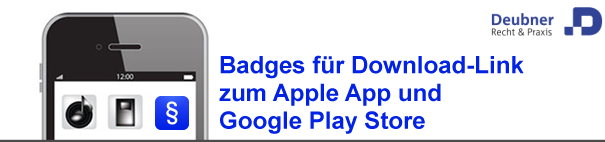 Deubner
Recht & Praxis
12:00
§
Badges für Download-Link
zum Apple App und
Google Play Store